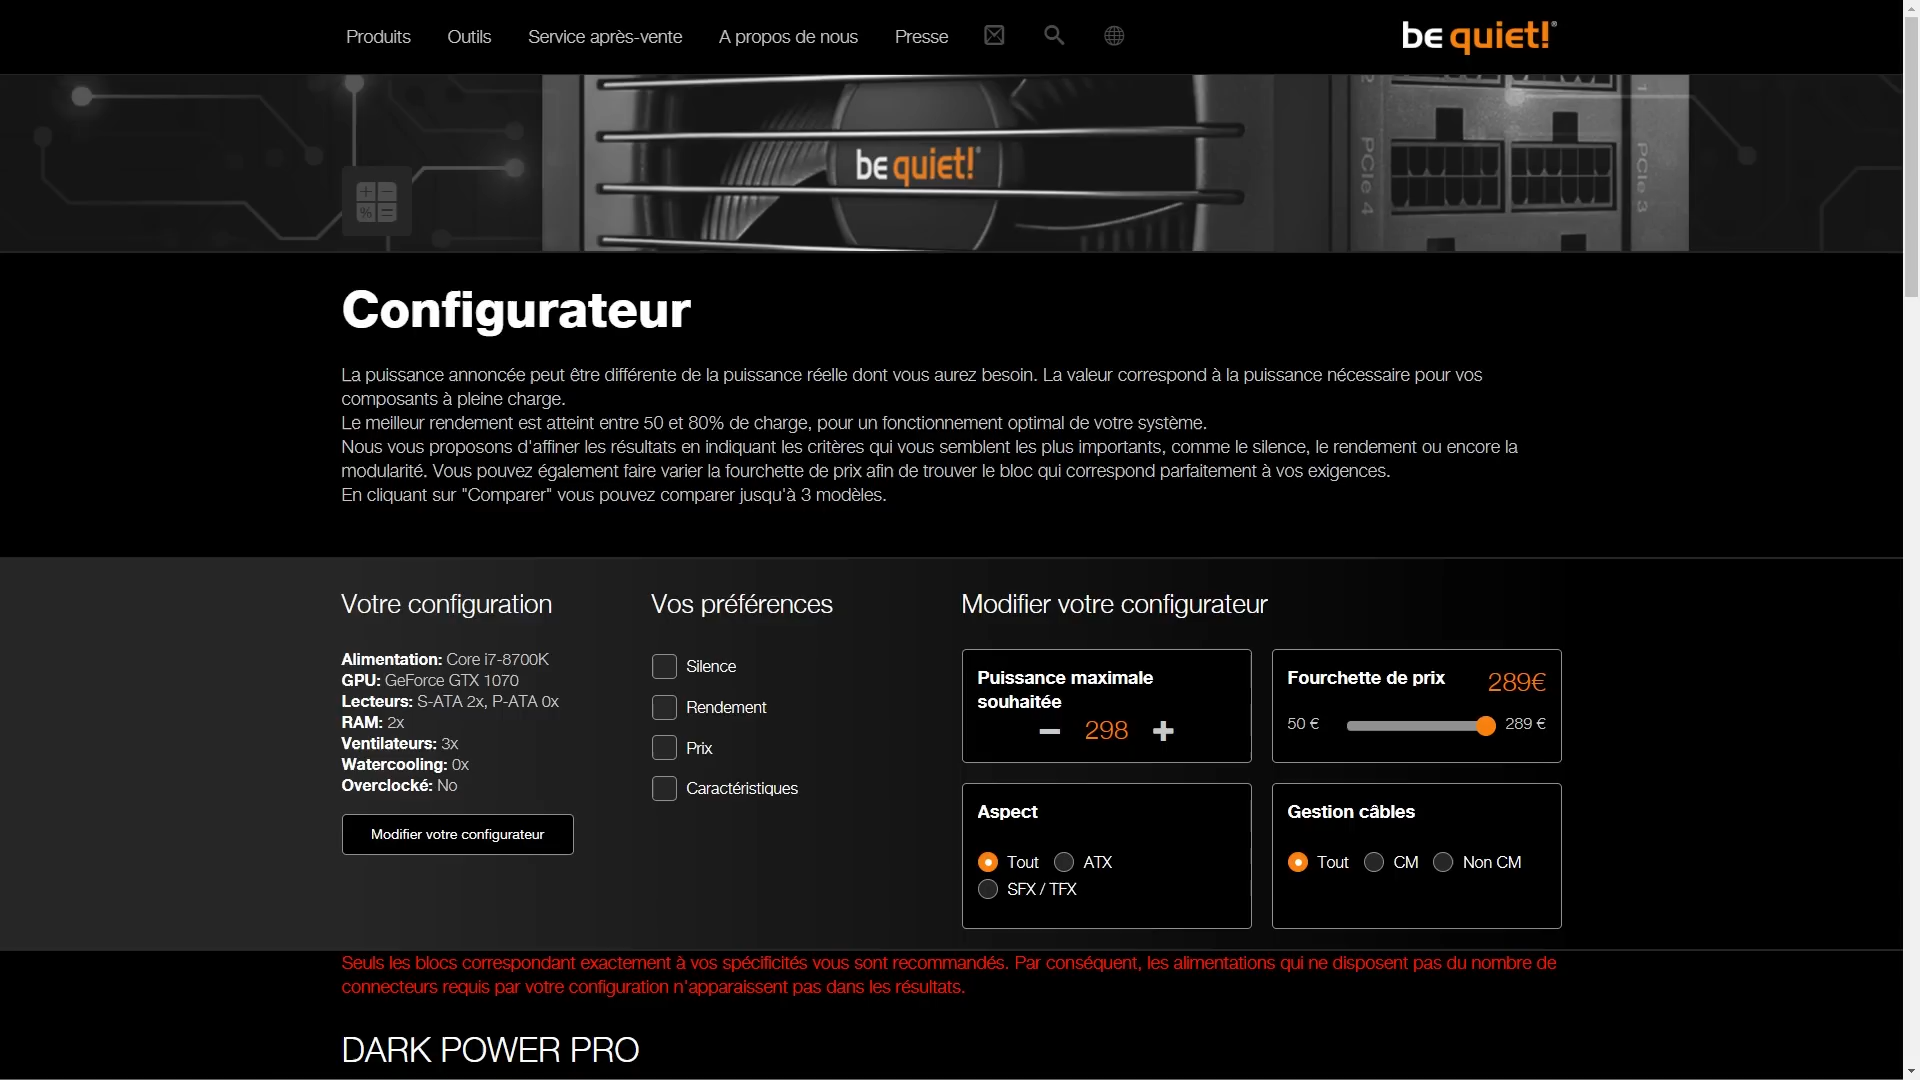 Produits Outils Service après-vente A propos de nous Presse
be quiet!®
2
1
be quiet!®
PCIe 4
PCIe 3
Configurateur
La puissance annoncée peut être différente de la puissance réelle dont vous aurez besoin. La valeur correspond à la puissance nécessaire pour vos
composants à pleine charge.
Le meilleur rendement est atteint entre 50 et 80% de charge, pour un fonctionnement optimal de votre système.
Nous vous proposons d'affiner les résultats en indiquant les critères qui vous semblent les plus importants, comme le silence, le rendement ou encore la
modularité. Vous pouvez également faire varier la fourchette de prix afin de trouver le bloc qui correspond parfaitement à vos exigences.
En cliquant sur "Comparer" vous pouvez comparer jusqu'à 3 modèles.
Votre configuration
Alimentation: Core i7-8700K
GPU: GeForce GTX 1070
Lecteurs: S-ATA 2x, P-ATA 0x
RAM: 2x
Ventilateurs: 3x
Watercooling: 0x
Overclocké: No
Modifier votre configurateur
Vos préférences
Silence
Rendement
Prix
Caractéristiques
Modifier votre configurateur
Puissance maximale
souhaitée
298
Fourchette de prix 289€
50 € 289 €
Aspect
Tout ATX
SFX / TFX
Gestion câbles
Tout CM Non CM
Seuls les blocs correspondant exactement à vos spécificités vous sont recommandés. Par conséquent, les alimentations qui ne disposent pas du nombre de
connecteurs requis par votre configuration n'apparaissent pas dans les résultats.
DARK POWER PRO